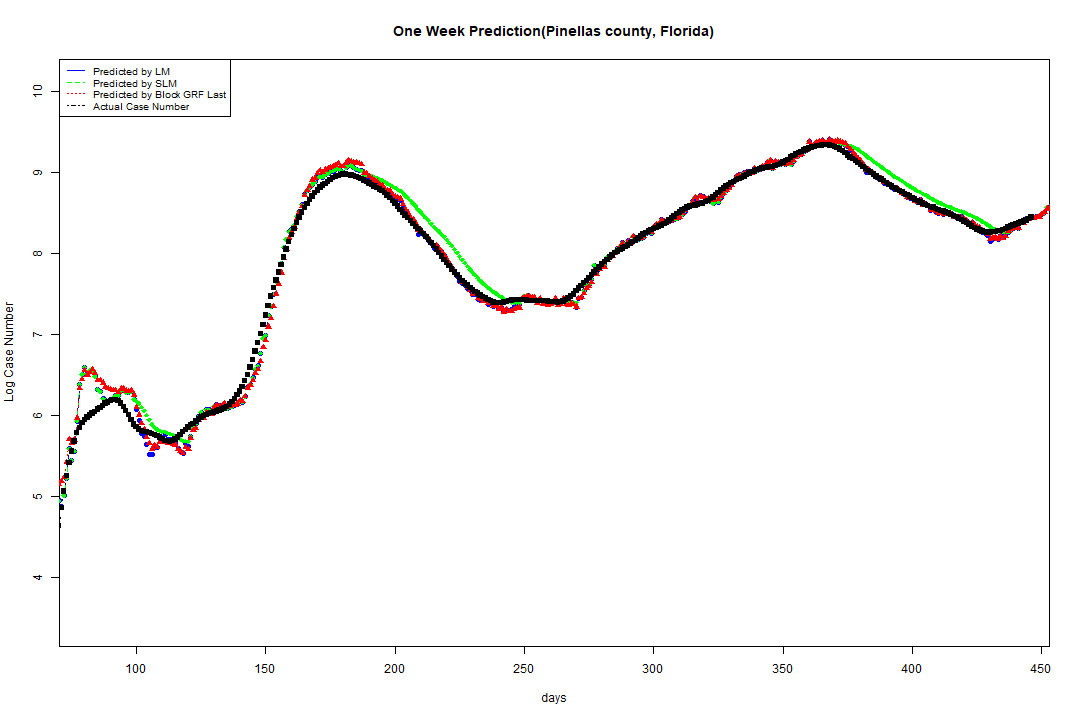 One Week Prediction(Pinellas county, Florida)
Predicted by LM
Predicted by SLM
Predicted by Block GRF Last
Actual Case Number
10
9
8
7
6
5
4
Log Case Number
100 150 200 250 300 350 400 450
days